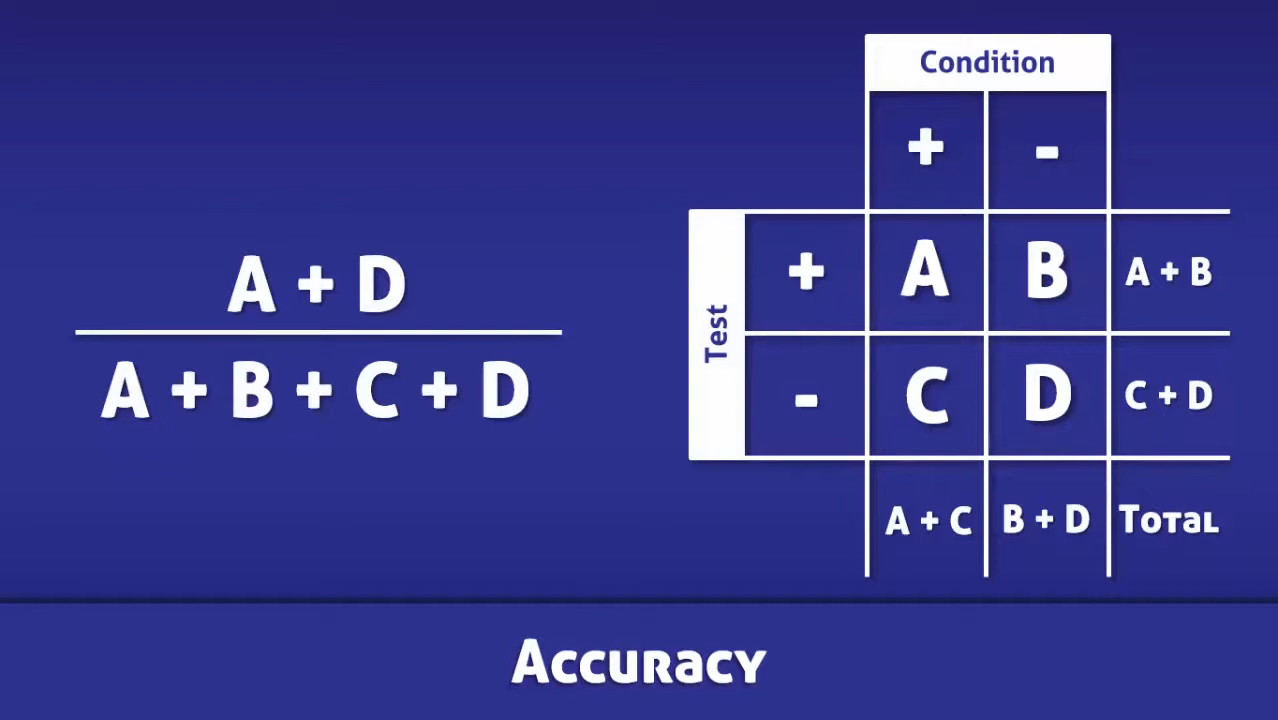 Condition
+ -
A + D
A + B + C + D
Test
+ A B A + B
- C D C + D
A + C B + D Total
Accuracy